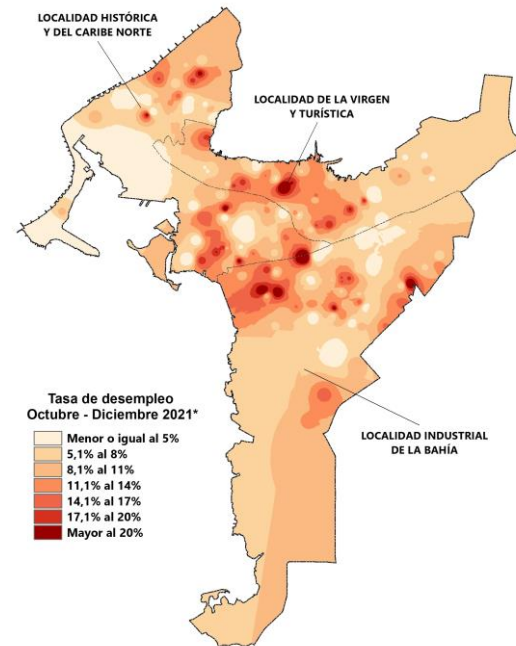 LOCALIDAD HISTÓRICA
Y DEL CARIBE NORTE
LOCALIDAD DE LA VIRGEN
Y TURÍSTICA
Tasa de desempleo
Octubre - Diciembre 2021*
Menor o igual al 5%
5,1% al 8%
8,1% al 11%
11,1% al 14%
14,1% al 17%
17,1% al 20%
Mayor al 20%
LOCALIDAD INDUSTRIAL
DE LA BAHÍA